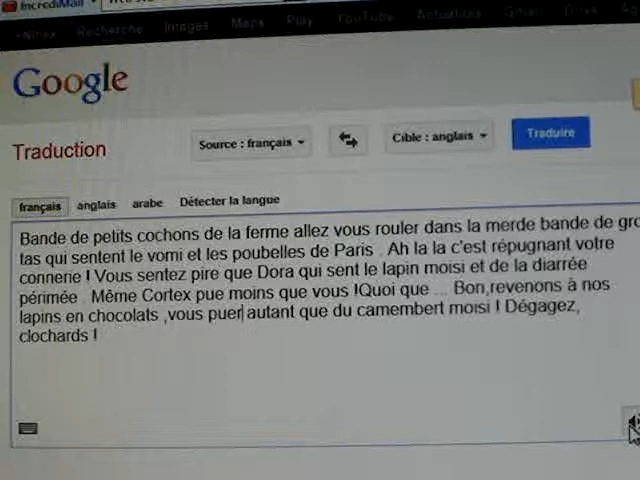 IncrediMail
Recherche Images Maps Play YouTube Actualités Gmail
Google
Traduction
Source : français
Cible : anglais
Traduire
français anglais arabe Détecter la langue
Bande de petits cochons de la ferme allez vous rouler dans la merde bande de gro
tas qui sentent le vomi et les poubelles de Paris . Ah la la c'est répugnant votre
connerie ! Vous sentez pire que Dora qui sent le lapin moisi et de la diarrée
périmée . Même Cortex pue moins que vous !Quoi que ... Bon,revenons à nos
lapins en chocolats ,vous puer autant que du camembert moisi ! Dégagez,
clochards !